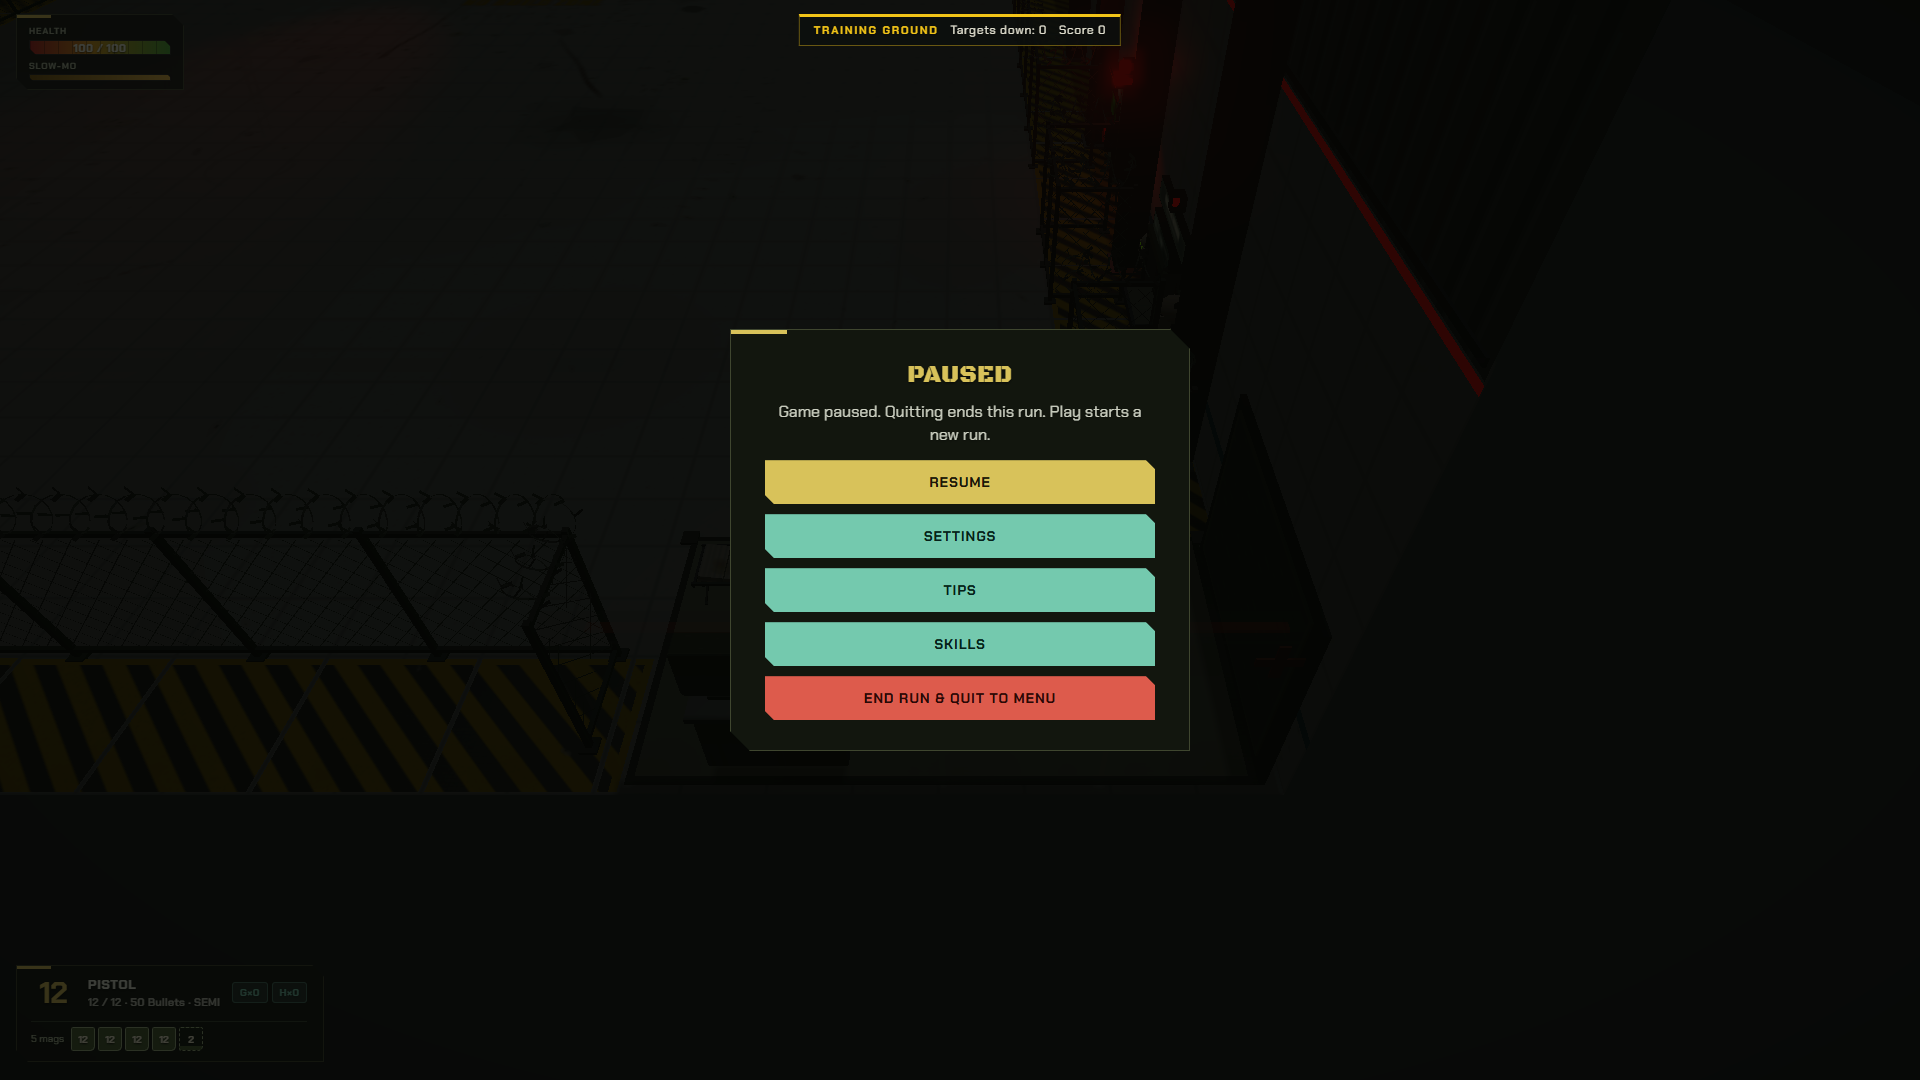 HEALTH
100 / 100
SLOW-MO
TRAINING GROUND Targets down: 0 Score 0
PAUSED
Game paused. Quitting ends this run. Play starts a
new run.
RESUME
SETTINGS
TIPS
SKILLS
END RUN & QUIT TO MENU
12 PISTOL
12 / 12 · 50 Bullets · SEMI
G×0 H×0
5 mags 12 12 12 12 2